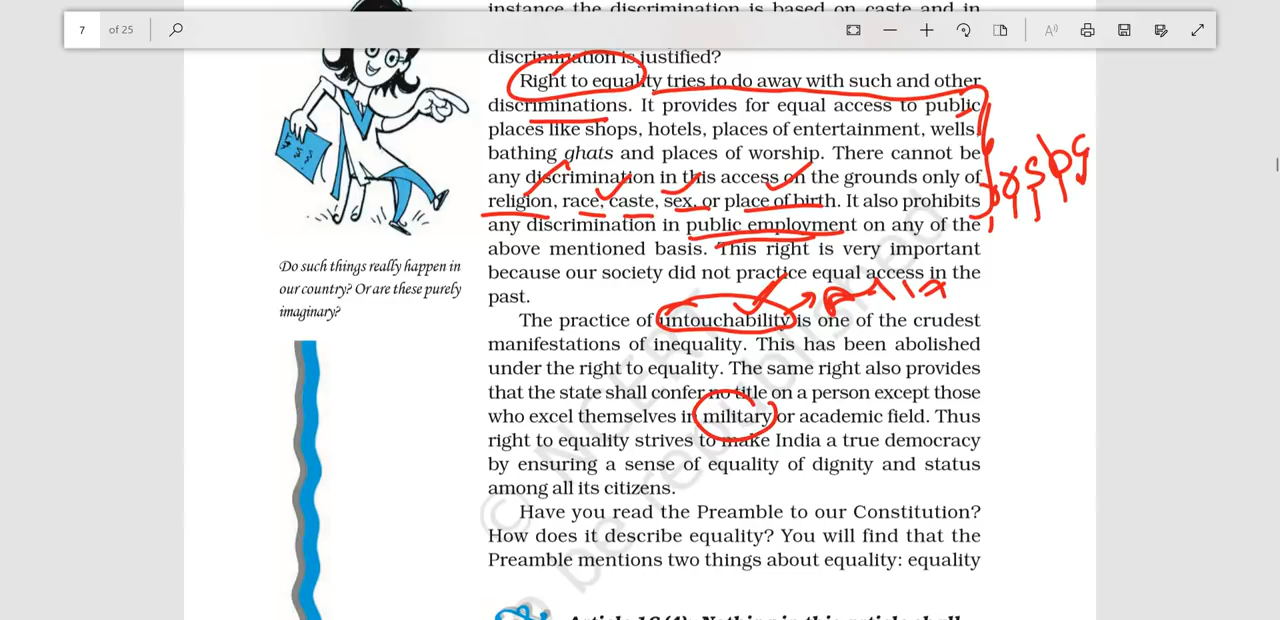 instance the discrimination is based on caste and in
7 of 25
discrimination is justified?
Right to equality tries to do away with such and other
discriminations. It provides for equal access to public
places like shops, hotels, places of entertainment, wells,
bathing ghats and places of worship. There cannot be
any discrimination in this access on the grounds only of
religion, race, caste, sex, or place of birth. It also prohibits
any discrimination in public employment on any of the
above mentioned basis. This right is very important
because our society did not practice equal access in the
past.
Do such things really happen in
our country? Or are these purely
imaginary?
The practice of untouchability is one of the crudest
manifestations of inequality. This has been abolished
under the right to equality. The same right also provides
that the state shall confer no title on a person except those
who excel themselves in military or academic field. Thus
right to equality strives to make India a true democracy
by ensuring a sense of equality of dignity and status
among all its citizens.
Have you read the Preamble to our Constitution?
How does it describe equality? You will find that the
Preamble mentions two things about equality: equality
© NCERT
be republished